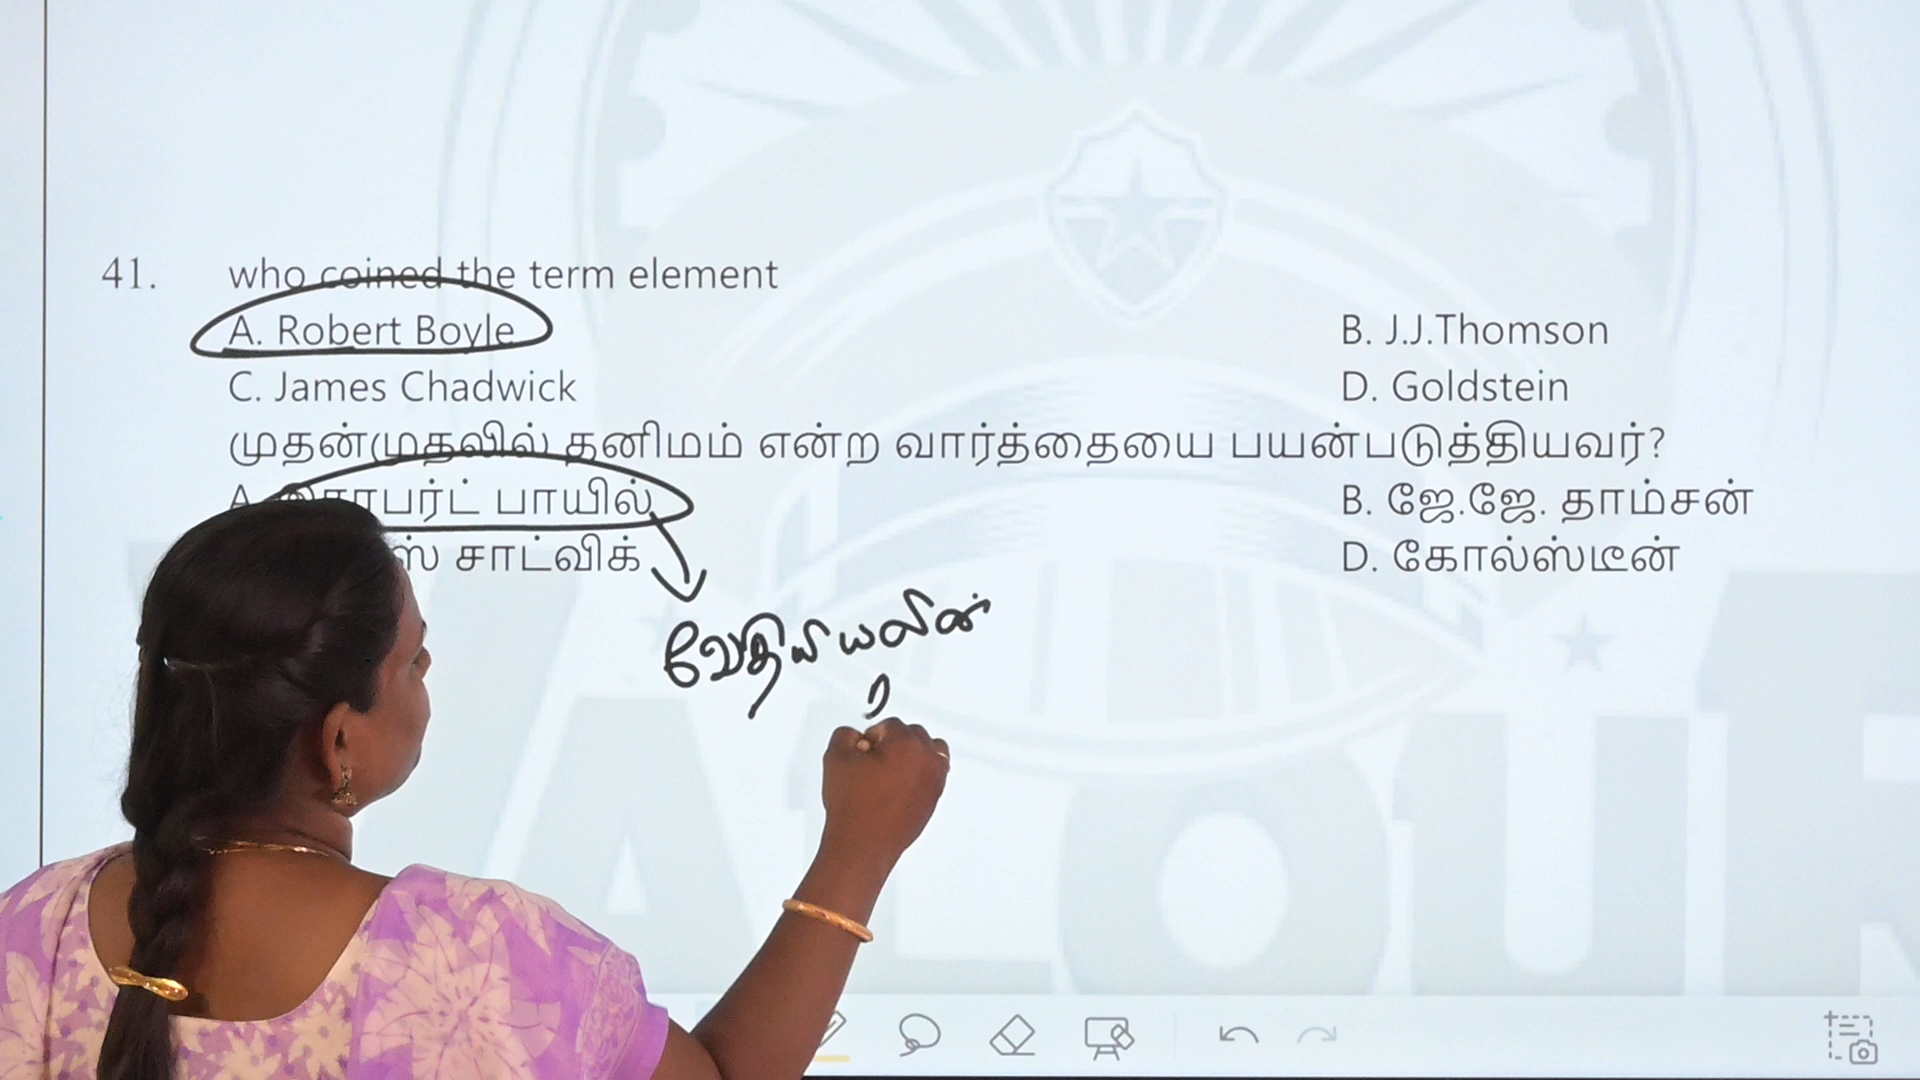 41. who coined the term element
A. Robert Boyle B. J.J.Thomson
C. James Chadwick D. Goldstein
முதன்முதலில் தனிமம் என்ற வார்த்தையை பயன்படுத்தியவர்?
A. பாயில் B. ஜே.ஜே. தாம்சன்
சாட்விக் D. கோல்ஸ்டீன்
வேதியியலின்